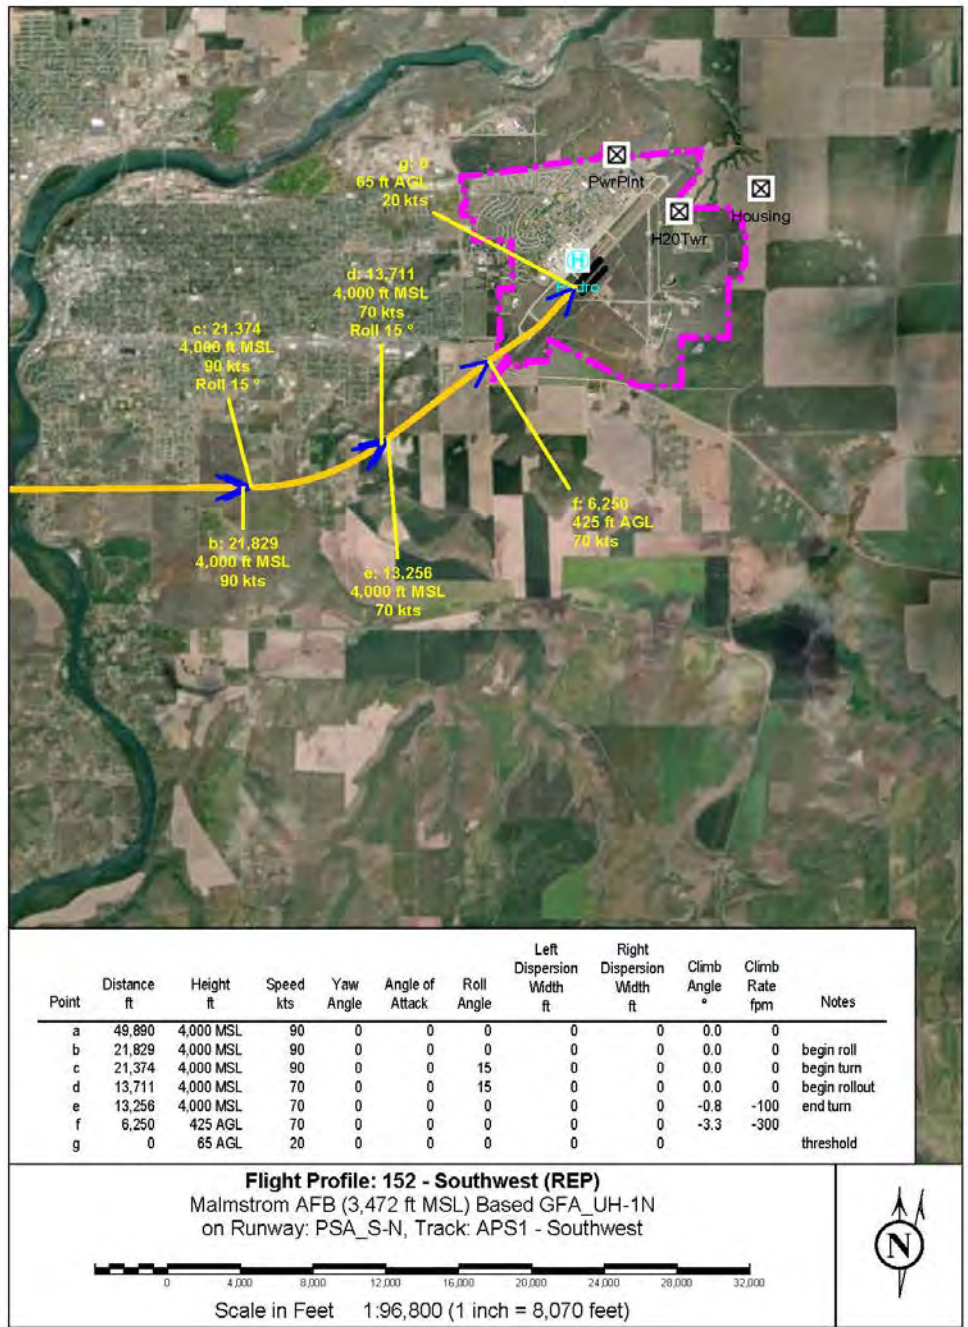 g: 0
65 ft AGL
20 kts
PwrPlnt
Housing
H20Twr
H
d: 13,711
4,000 ft MSL
70 kts
Roll 15 °
c: 21,374
4,000 ft MSL
90 kts
Roll 15 °
b: 21,829
4,000 ft MSL
90 kts
e: 13,256
4,000 ft MSL
70 kts
f: 6,250
425 ft AGL
70 kts
Point Distance ft Height ft Speed kts Yaw Angle Angle of Attack Roll Angle Left Dispersion Width ft Right Dispersion Width ft Climb Angle ° Climb Rate fpm Notes
a 49,890 4,000 MSL 90 0 0 0 0 0 0.0 0
b 21,829 4,000 MSL 90 0 0 0 0 0 0.0 0 begin roll
c 21,374 4,000 MSL 90 0 0 15 0 0 0.0 0 begin turn
d 13,711 4,000 MSL 70 0 0 15 0 0 0.0 0 begin rollout
e 13,256 4,000 MSL 70 0 0 0 0 0 -0.8 -100 end turn
f 6,250 425 AGL 70 0 0 0 0 0 -3.3 -300
g 0 65 AGL 20 0 0 0 0 0 threshold
Flight Profile: 152 - Southwest (REP)
Malmstrom AFB (3,472 ft MSL) Based GFA_UH-1N
on Runway: PSA_S-N, Track: APS1 - Southwest
0 4,000 8,000 12,000 16,000 20,000 24,000 28,000 32,000
Scale in Feet 1:96,800 (1 inch = 8,070 feet)
N